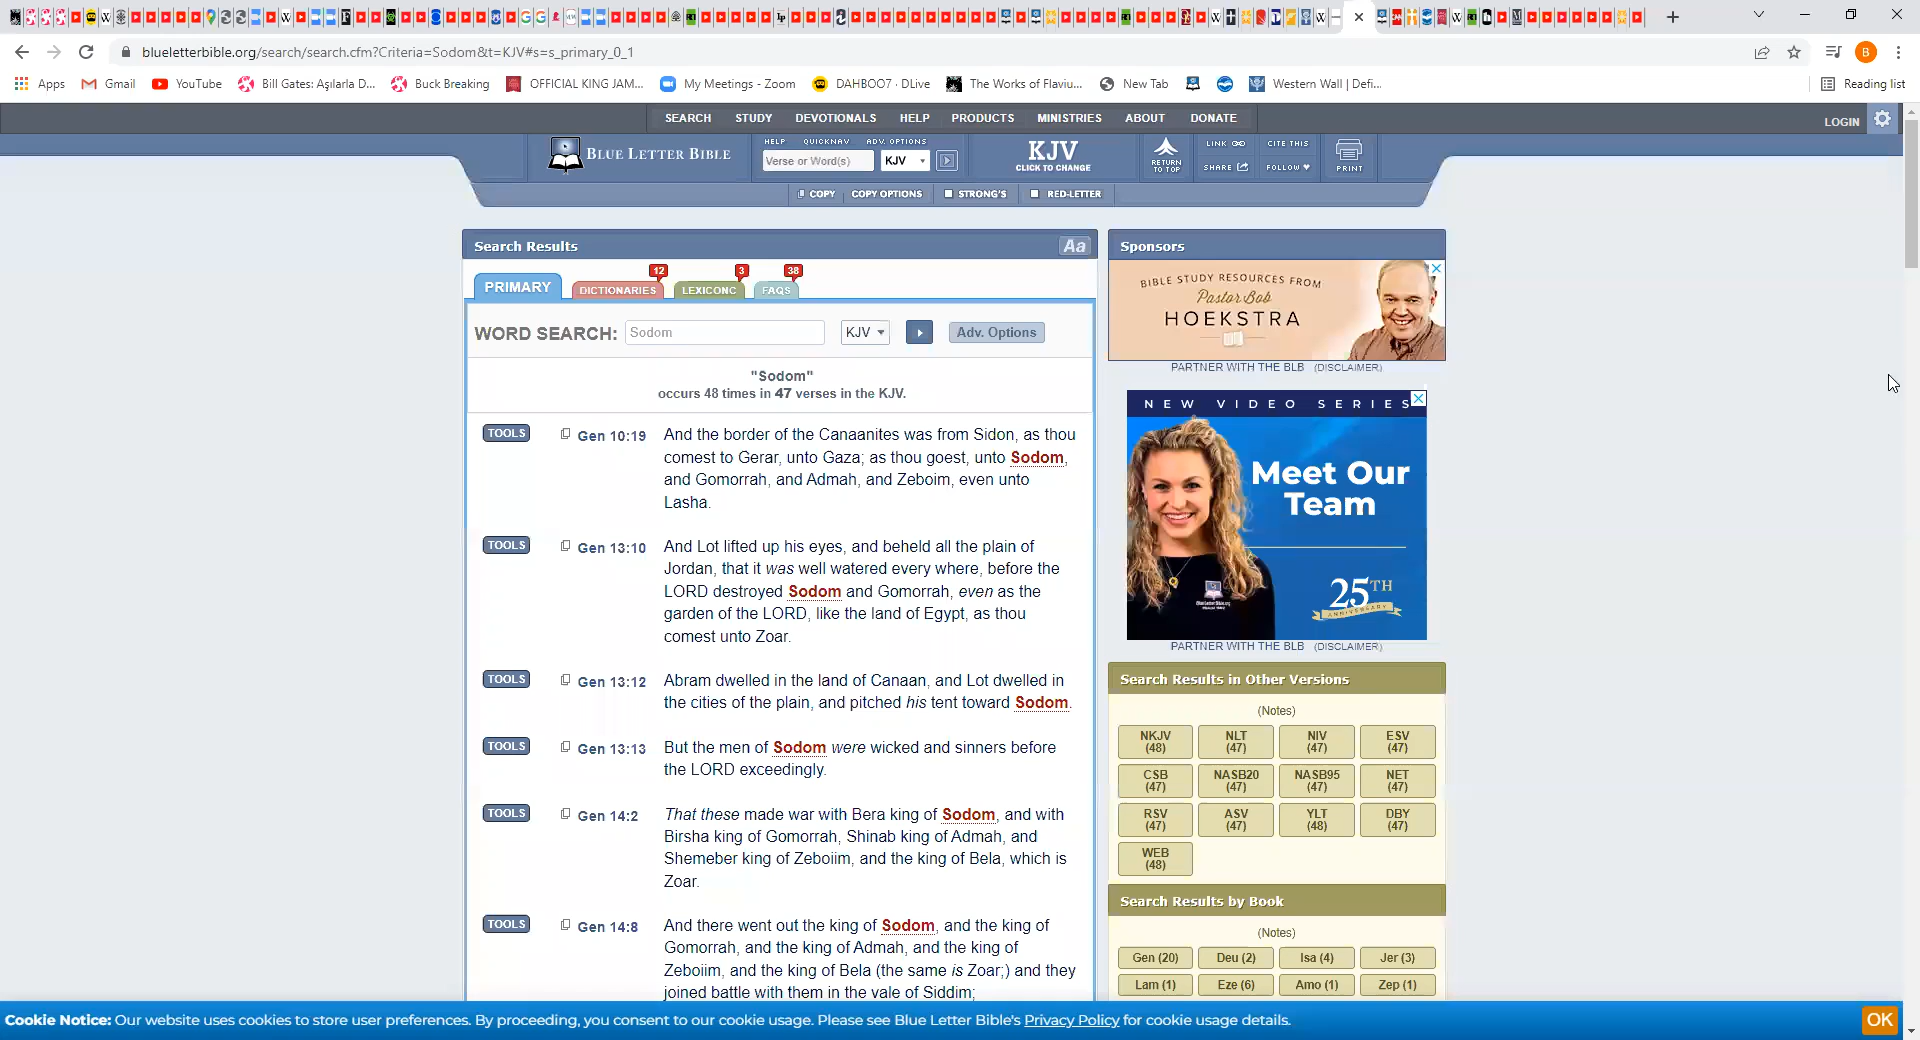 blueletterbible.org/search/search.cfm?Criteria=Sodom&t=KJV#s=s_primary_0_1
B
Apps
Gmail
YouTube
Bill Gates: Aşılarla D...
Buck Breaking
OFFICIAL KING JAM...
My Meetings - Zoom
DAHBOO7 · DLive
The Works of Flaviu...
New Tab
Western Wall | Defi...
Reading list
SEARCH STUDY DEVOTIONALS HELP PRODUCTS MINISTRIES ABOUT DONATE
LOGIN
BLUE LETTER BIBLE
HELP QUICKNAV ADV. OPTIONS
Verse or Word(s)
KJV
KJV
CLICK TO CHANGE
RETURN
TO TOP
LINK
SHARE
CITE THIS
FOLLOW
PRINT
COPY COPY OPTIONS STRONG'S RED-LETTER
Search Results
Aa
PRIMARY
DICTIONARIES
12
LEXICONC
3
FAQS
38
WORD SEARCH:
Sodom
KJV
Adv. Options
"Sodom"
occurs 48 times in 47 verses in the KJV.
TOOLS
Gen 10:19
And the border of the Canaanites was from Sidon, as thou
comest to Gerar, unto Gaza; as thou goest, unto Sodom,
and Gomorrah, and Admah, and Zeboim, even unto
Lasha.
TOOLS
Gen 13:10
And Lot lifted up his eyes, and beheld all the plain of
Jordan, that it was well watered every where, before the
LORD destroyed Sodom and Gomorrah, even as the
garden of the LORD, like the land of Egypt, as thou
comest unto Zoar.
TOOLS
Gen 13:12
Abram dwelled in the land of Canaan, and Lot dwelled in
the cities of the plain, and pitched his tent toward Sodom.
TOOLS
Gen 13:13
But the men of Sodom were wicked and sinners before
the LORD exceedingly.
TOOLS
Gen 14:2
That these made war with Bera king of Sodom, and with
Birsha king of Gomorrah, Shinab king of Admah, and
Shemeber king of Zeboiim, and the king of Bela, which is
Zoar.
TOOLS
Gen 14:8
And there went out the king of Sodom, and the king of
Gomorrah, and the king of Admah, and the king of
Zeboiim, and the king of Bela (the same is Zoar;) and they
joined battle with them in the vale of Siddim;
Sponsors
BIBLE STUDY RESOURCES FROM
Pastor Bob
HOEKSTRA
PARTNER WITH THE BLB (DISCLAIMER)
NEW VIDEO SERIES
Meet Our
Team
25TH
ANNIVERSARY
PARTNER WITH THE BLB (DISCLAIMER)
Search Results in Other Versions
(Notes)
NKJV
(48)
NLT
(47)
NIV
(47)
ESV
(47)
CSB
(47)
NASB20
(47)
NASB95
(47)
NET
(47)
RSV
(47)
ASV
(47)
YLT
(48)
DBY
(47)
WEB
(48)
Search Results by Book
(Notes)
Gen (20)
Deu (2)
Isa (4)
Jer (3)
Lam (1)
Eze (6)
Amo (1)
Zep (1)
Cookie Notice: Our website uses cookies to store user preferences. By proceeding, you consent to our cookie usage. Please see Blue Letter Bible's Privacy Policy for cookie usage details.
OK